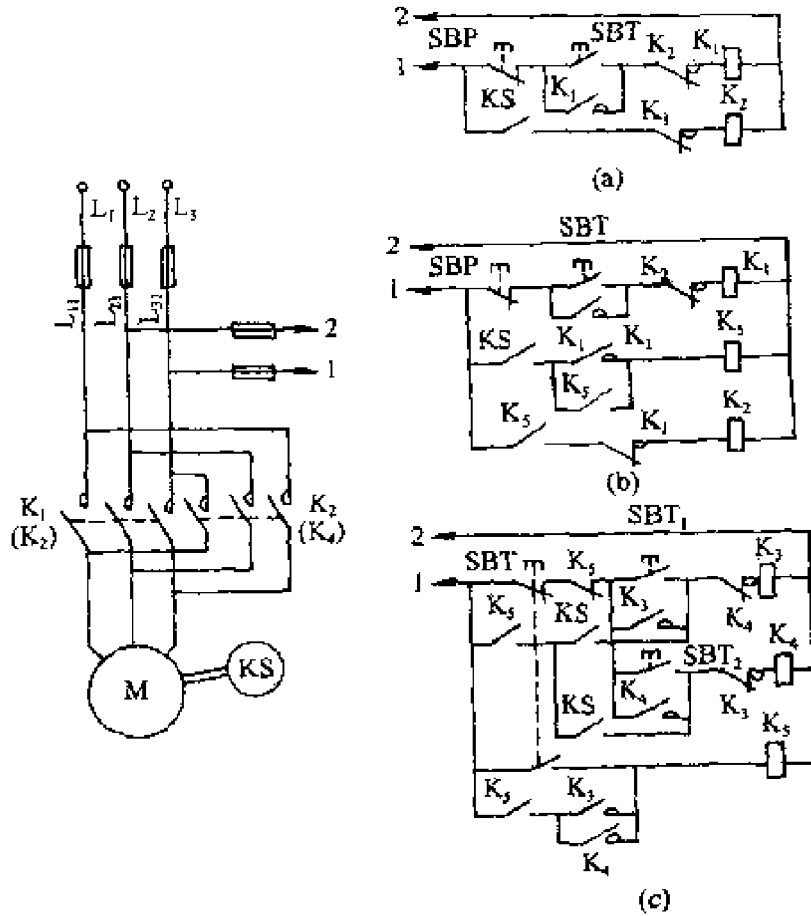 2
SBP SBT K₂ K₁
1
KS K₁ K₂
K₁
(a)
L₁ L₂ L₃
L₁₁ L₂₁ L₃₁
2
1
K₁ K₂
(K₂) (K₄)
M KS
SBT
2
SBP K₂
1
KS K₁ K₁ K₅
K₅
K₅ K₁ K₂
(b)
SBT₁
2
SBT K₅ K₃
1
K₅ KS K₃ K₄
K₄
SBT₂
KS K₄ K₃
K₅
K₅ K₃
K₄
(c)